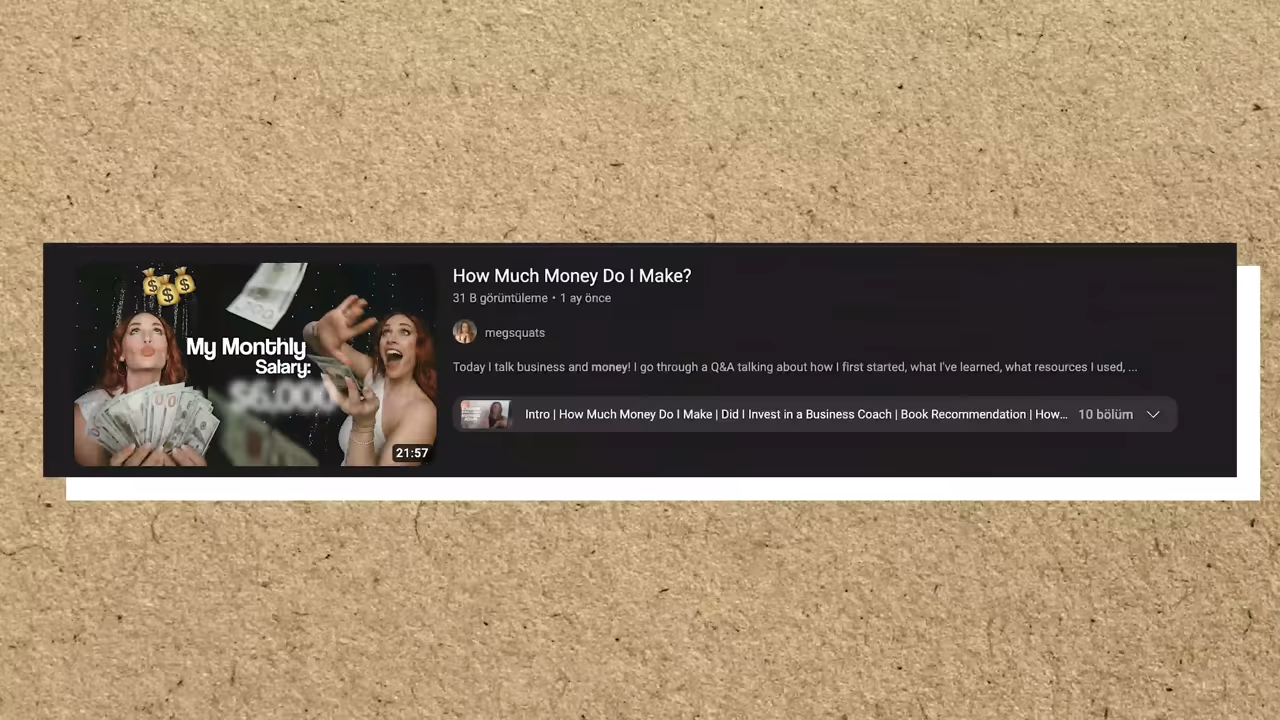 How Much Money Do I Make?
31 B görüntüleme • 1 ay önce
megsquats
Today I talk business and money! I go through a Q&A talking about how I first started, what I've learned, what resources I used, ...
Intro | How Much Money Do I Make | Did I Invest in a Business Coach | Book Recommendation | How... 10 bölüm
My Monthly
Salary:
21:57